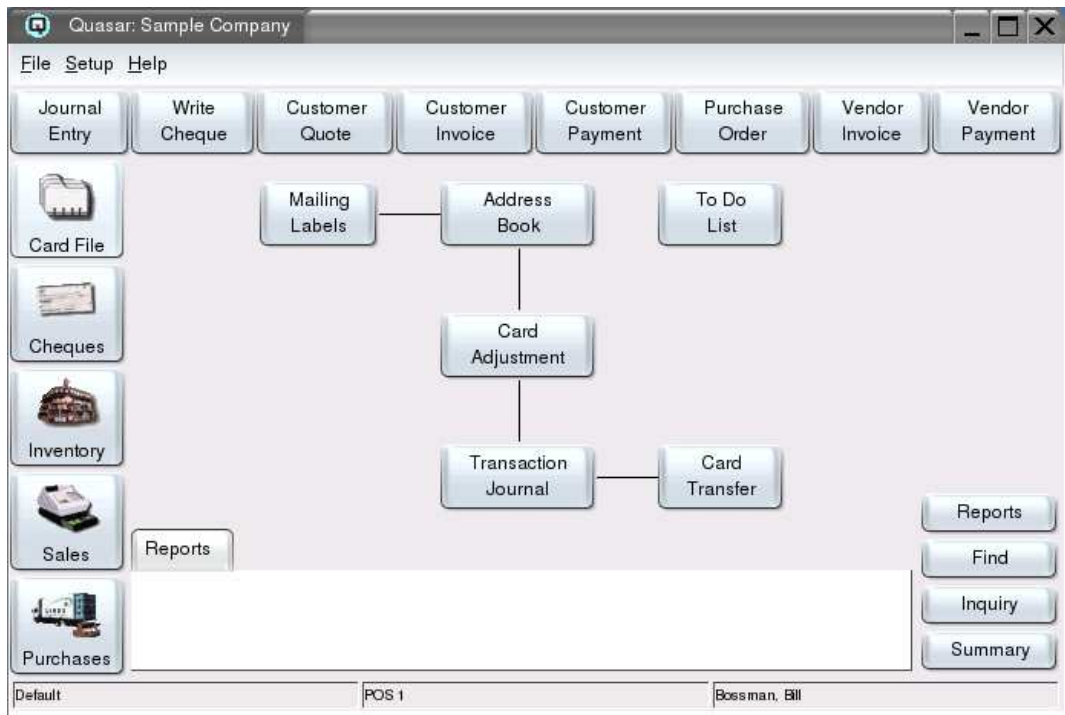 Quasar: Sample Company
File Setup Help
Journal Entry
Write Cheque
Customer Quote
Customer Invoice
Customer Payment
Purchase Order
Vendor Invoice
Vendor Payment
Card File
Cheques
Inventory
Sales
Purchases
Mailing Labels
Address Book
To Do List
Card Adjustment
Transaction Journal
Card Transfer
Reports
Reports
Find
Inquiry
Summary
Default
POS 1
Bossman, Bill